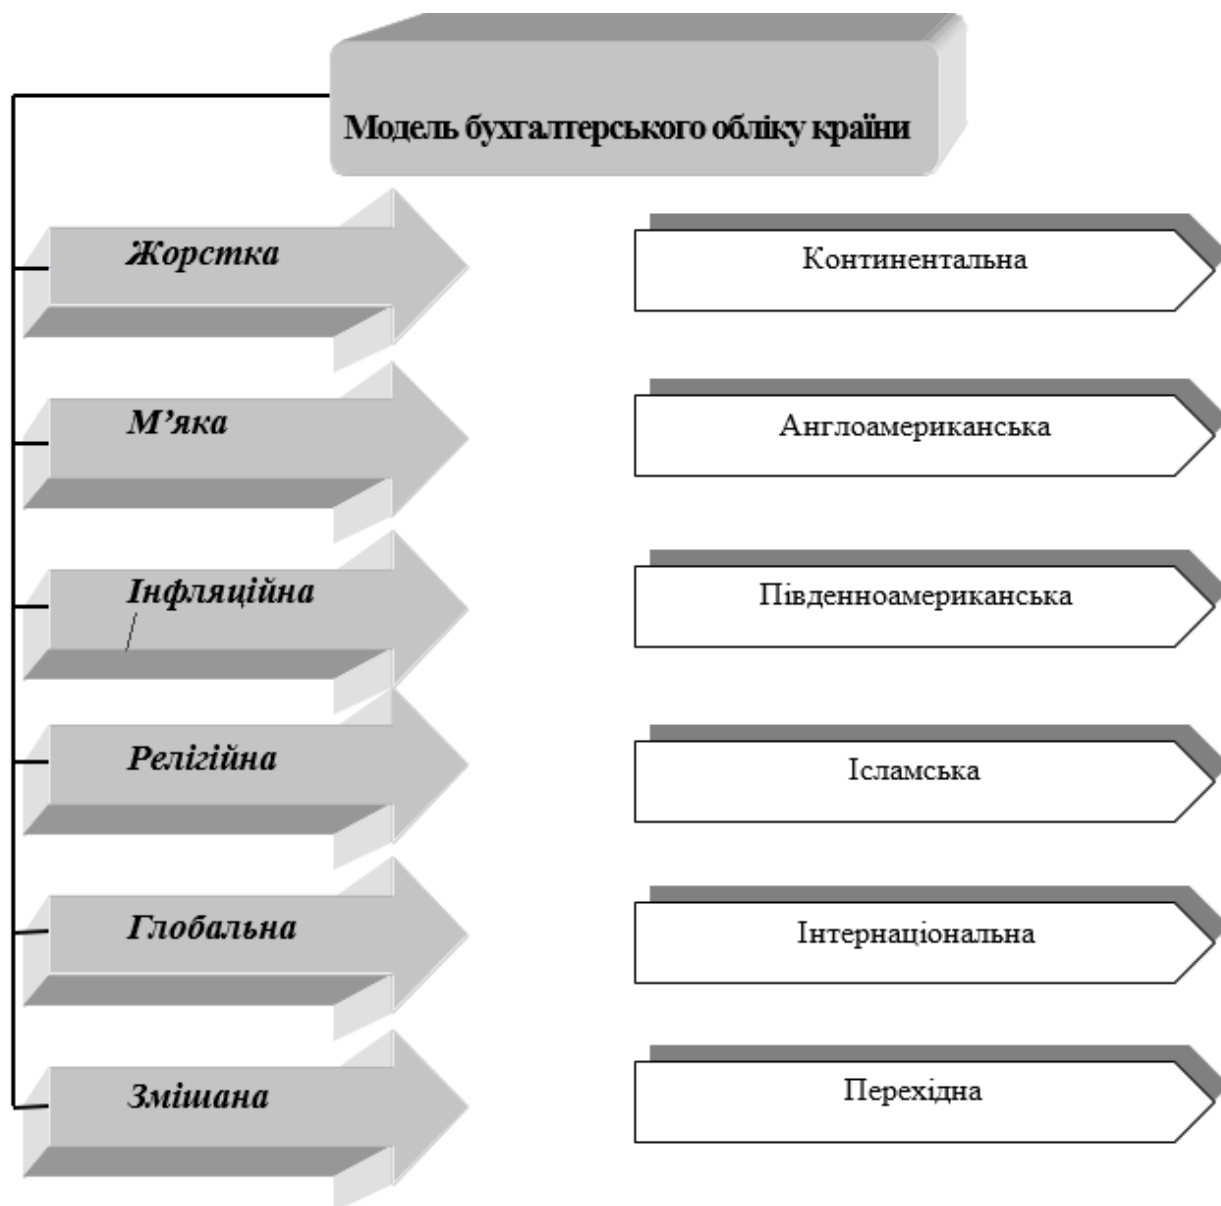 Модель бухгалтерського обліку країни
Жорстка
Континентальна
М’яка
Англоамериканська
Інфляційна
Південноамериканська
Релігійна
Ісламська
Глобальна
Інтернаціональна
Змішана
Перехідна